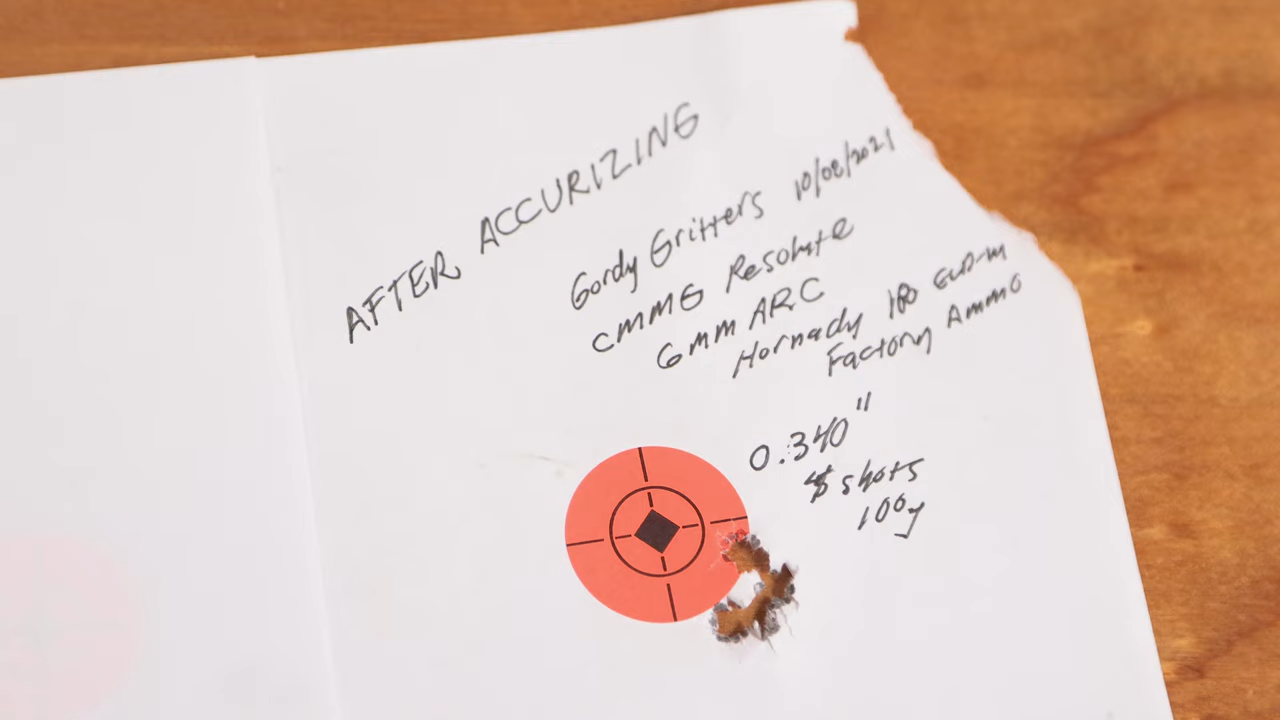 AFTER ACCURIZING
Gordy Gritters 10/08/2021
CMMG Resolute
6mm ARC
Hornady 108 ELD-M
Factory Ammo
0.340"
shots
100y